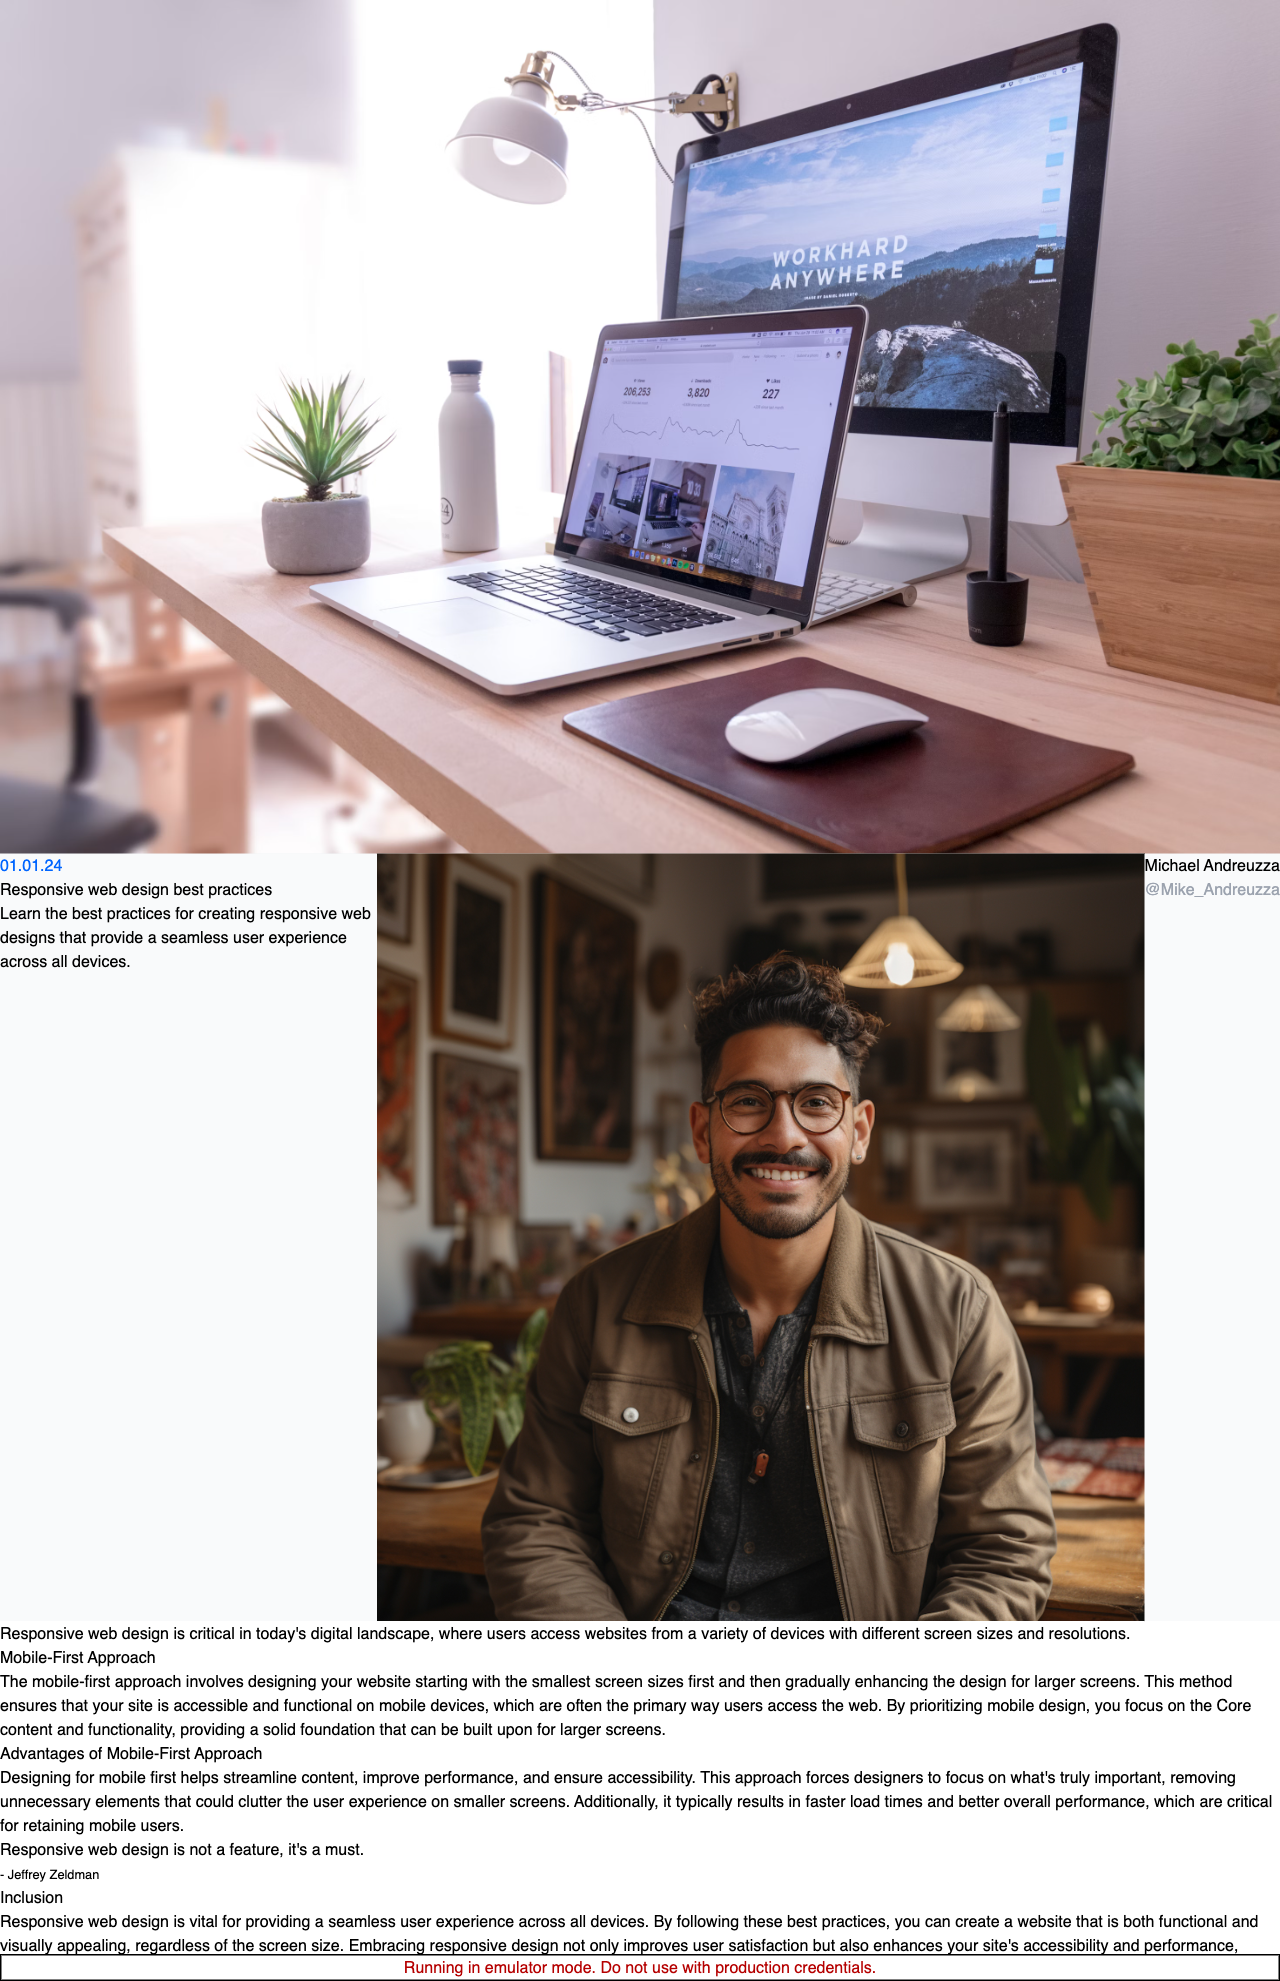 WORKHARD
ANYWHERE
IMAGE BY DANIEL ROBERTO
Views
Downloads
Likes
206,253
3,820
227
01.01.24
Responsive web design best practices
Learn the best practices for creating responsive web
designs that provide a seamless user experience
across all devices.
Michael Andreuzza
@Mike_Andreuzza
Responsive web design is critical in today's digital landscape, where users access websites from a variety of devices with different screen sizes and resolutions.
Mobile-First Approach
The mobile-first approach involves designing your website starting with the smallest screen sizes first and then gradually enhancing the design for larger screens. This method
ensures that your site is accessible and functional on mobile devices, which are often the primary way users access the web. By prioritizing mobile design, you focus on the Core
content and functionality, providing a solid foundation that can be built upon for larger screens.
Advantages of Mobile-First Approach
Designing for mobile first helps streamline content, improve performance, and ensure accessibility. This approach forces designers to focus on what's truly important, removing
unnecessary elements that could clutter the user experience on smaller screens. Additionally, it typically results in faster load times and better overall performance, which are critical
for retaining mobile users.
Responsive web design is not a feature, it's a must.
- Jeffrey Zeldman
Inclusion
Responsive web design is vital for providing a seamless user experience across all devices. By following these best practices, you can create a website that is both functional and
visually appealing, regardless of the screen size. Embracing responsive design not only improves user satisfaction but also enhances your site's accessibility and performance,
Running in emulator mode. Do not use with production credentials.